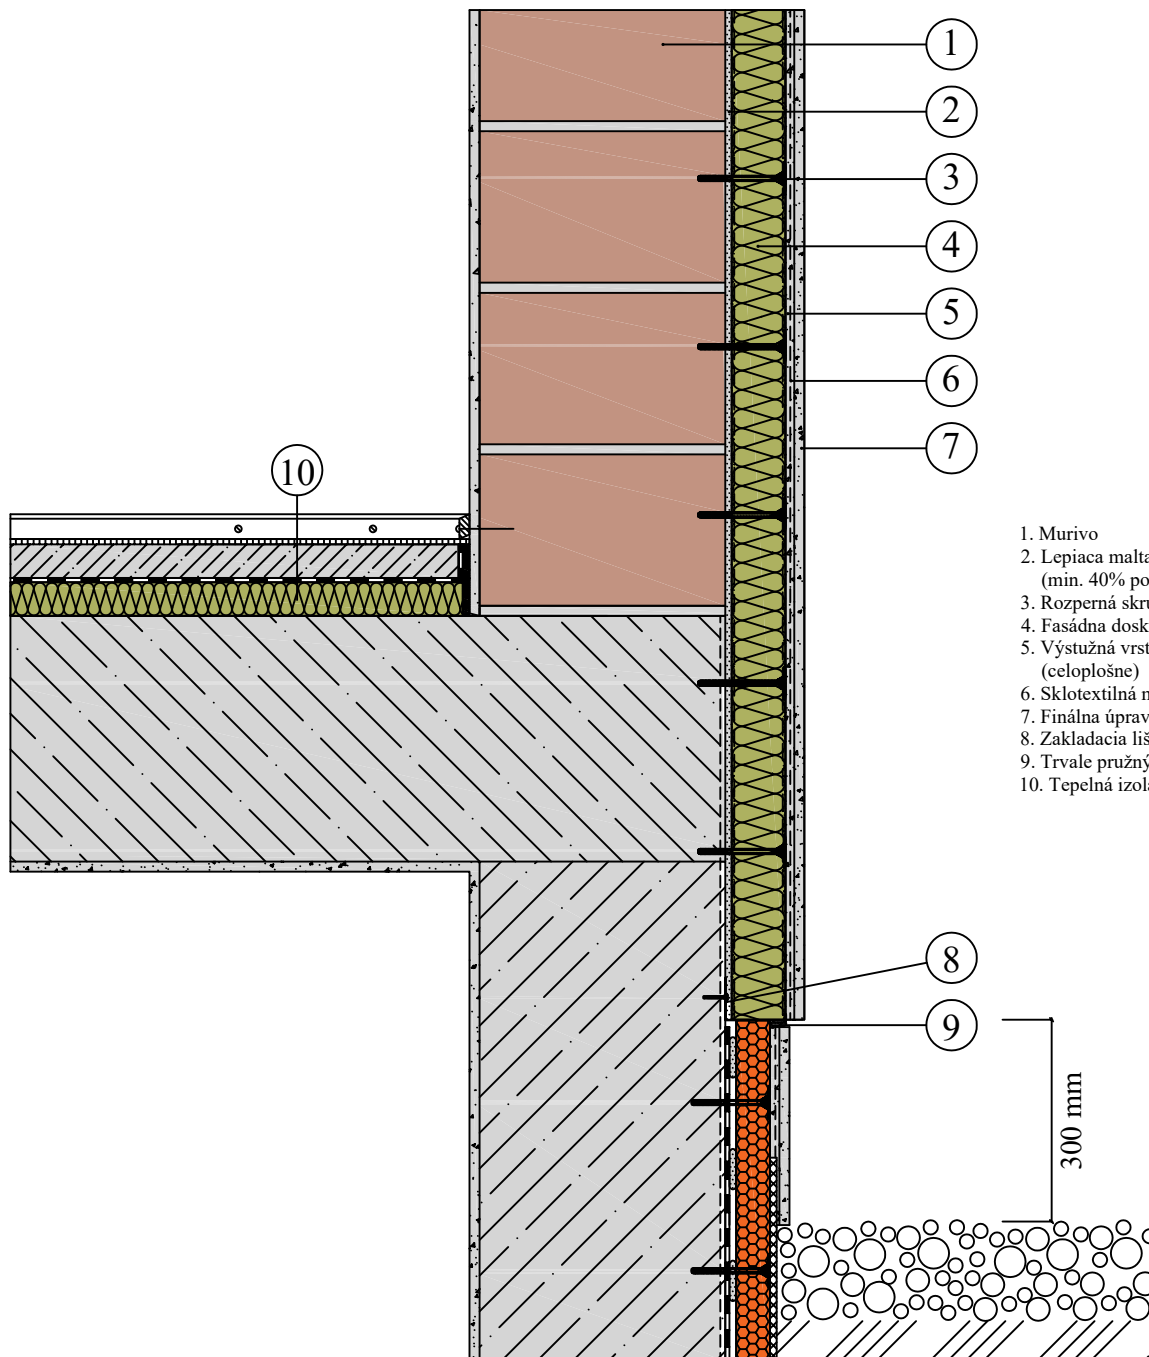 1
2
3
4
5
6
7
10
1. Murivo
2. Lepiaca malta
(min. 40% po
3. Rozperná skru
4. Fasádna dosk
5. Výstužná vrst
(celoplošne)
6. Sklotextilná
7. Finálna úprav
8. Zakladacia liš
9. Trvale pružný
10. Tepelná izola
8
9
300 mm